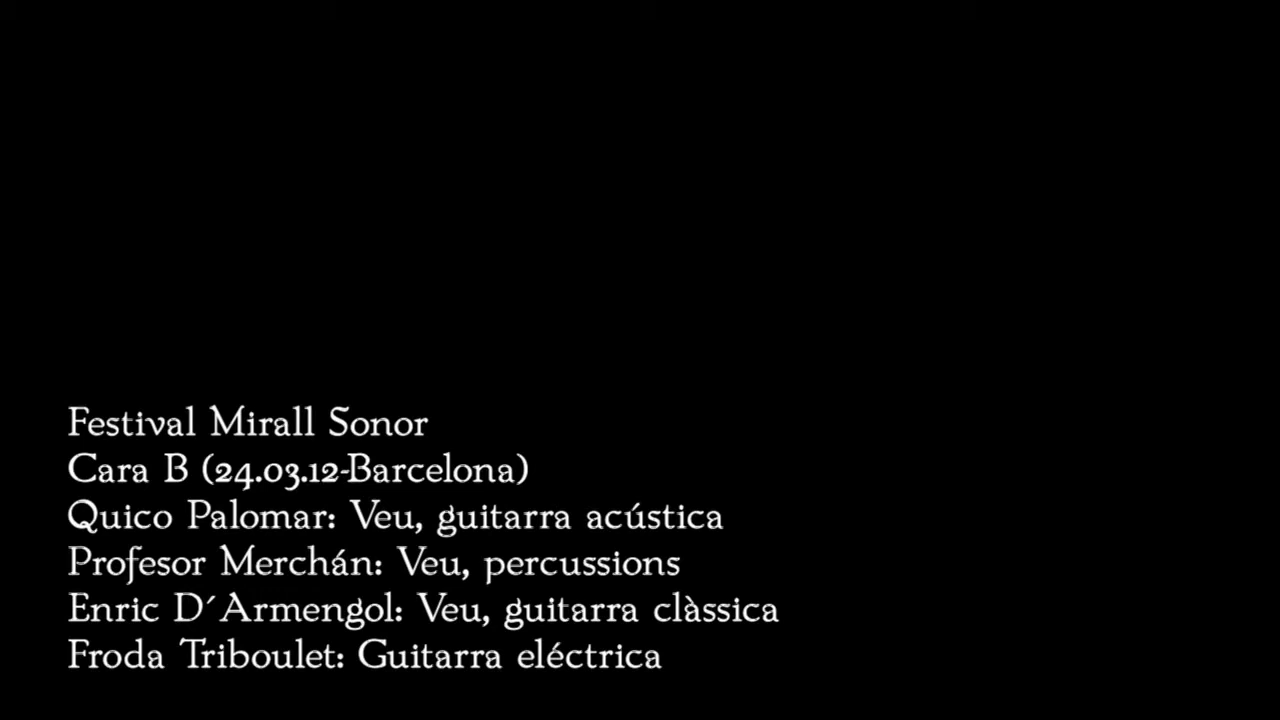 Festival Mirall Sonor
Cara B (24.03.12-Barcelona)
Quico Palomar: Veu, guitarra acústica
Profesor Merchán: Veu, percussions
Enric D´Armengol: Veu, guitarra clàssica
Froda Triboulet: Guitarra eléctrica